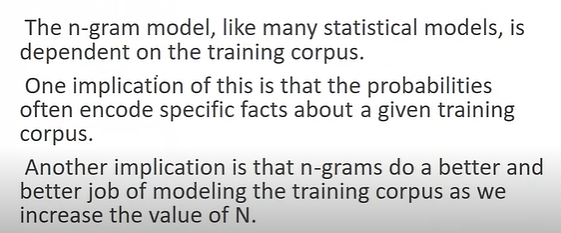 The n-gram model, like many statistical models, is
dependent on the training corpus.
One implication of this is that the probabilities
often encode specific facts about a given training
corpus.
Another implication is that n-grams do a better and
better job of modeling the training corpus as we
increase the value of N.